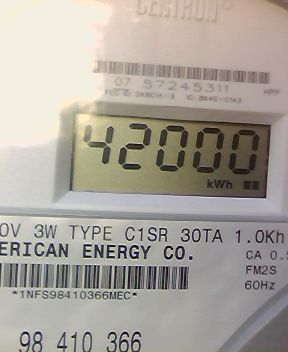 CENTRON®
07 57245311
HPP
42000
kWh
0V 3W TYPE C1SR 30TA 1.0Kh
ERICAN ENERGY CO.
CA 0.5
FM2S
60Hz
*1NFS98410366MEC*
98 410 366